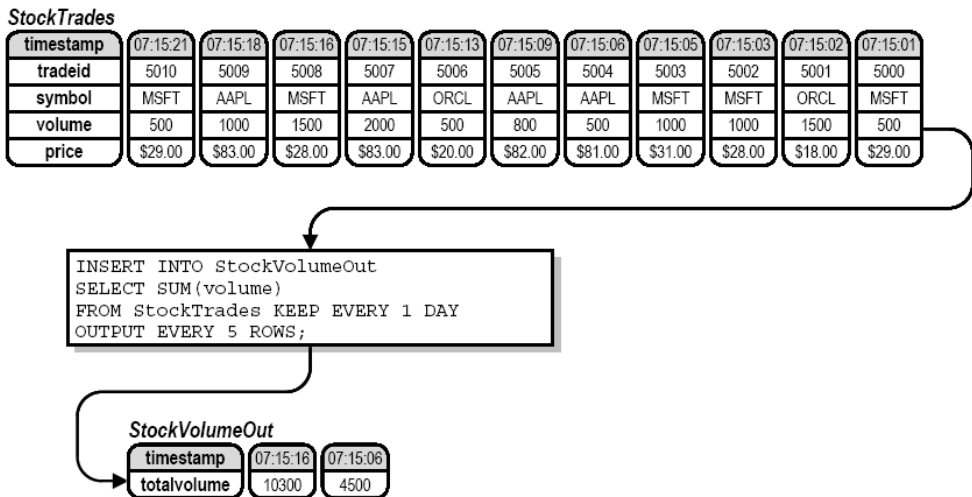 StockTrades
timestamp 07:15:21 07:15:18 07:15:16 07:15:15 07:15:13 07:15:09 07:15:06 07:15:05 07:15:03 07:15:02 07:15:01
tradeid 5010 5009 5008 5007 5006 5005 5004 5003 5002 5001 5000
symbol MSFT AAPL MSFT AAPL ORCL AAPL AAPL MSFT MSFT ORCL MSFT
volume 500 1000 1500 2000 500 800 500 1000 1000 1500 500
price $29.00 $83.00 $28.00 $83.00 $20.00 $82.00 $81.00 $31.00 $28.00 $18.00 $29.00
INSERT INTO StockVolumeOut
SELECT SUM(volume)
FROM StockTrades KEEP EVERY 1 DAY
OUTPUT EVERY 5 ROWS;
StockVolumeOut
timestamp 07:15:16 07:15:06
totalvolume 10300 4500